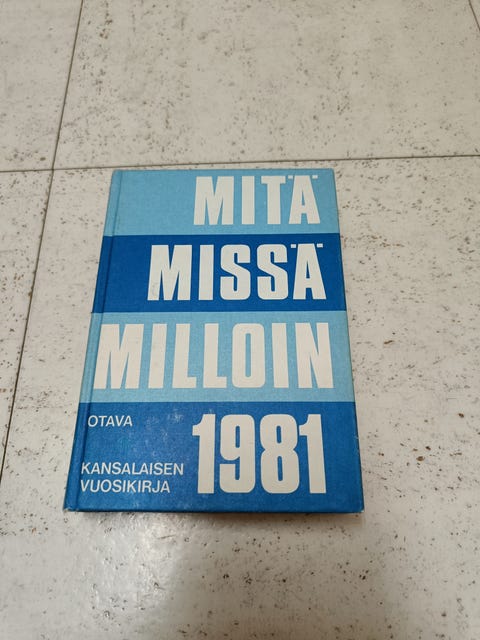 MITÄ
MISSÄ
MILLOIN
1981
OTAVA
KANSALAISEN
VUOSIKIRJA